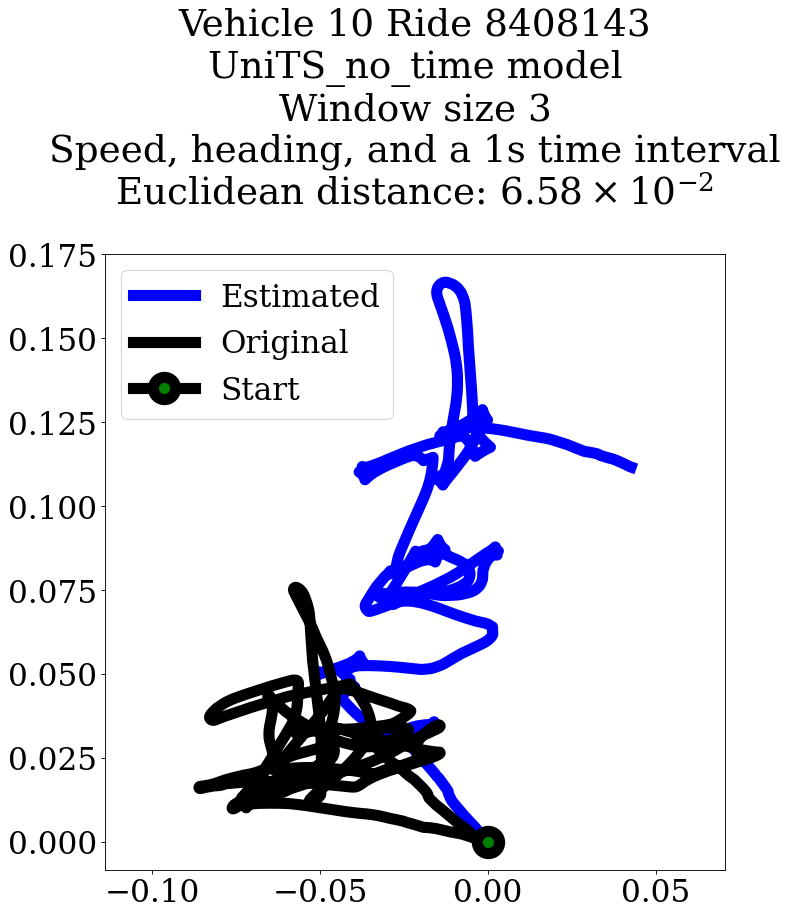 Vehicle 10 Ride 8408143
UniTS_no_time model
Window size 3
Speed, heading, and a 1s time interval
Euclidean distance: 6.58 × 10⁻²
0.175
0.150
0.125
0.100
0.075
0.050
0.025
0.000
Estimated
Original
Start
−0.10
−0.05
0.00
0.05